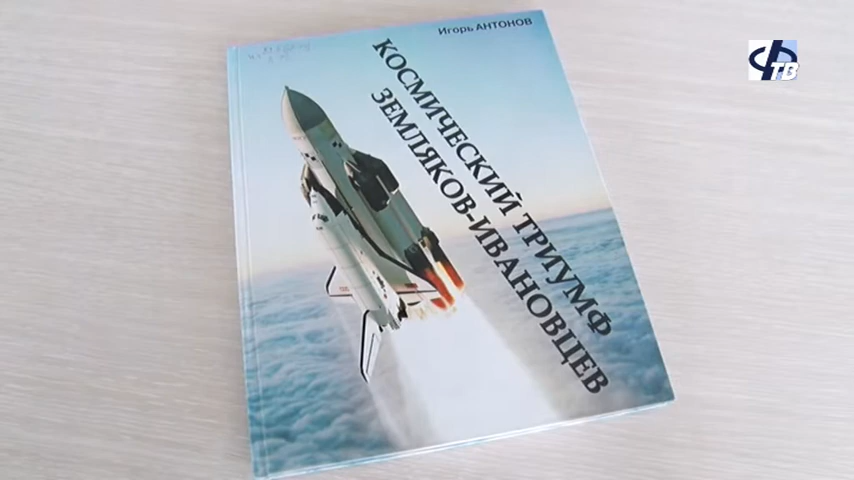 Игорь АНТОНОВ
КОСМИЧЕСКИЙ ТРИУМФ
ЗЕМЛЯКОВ-ИВАНОВЦЕВ
ТВ